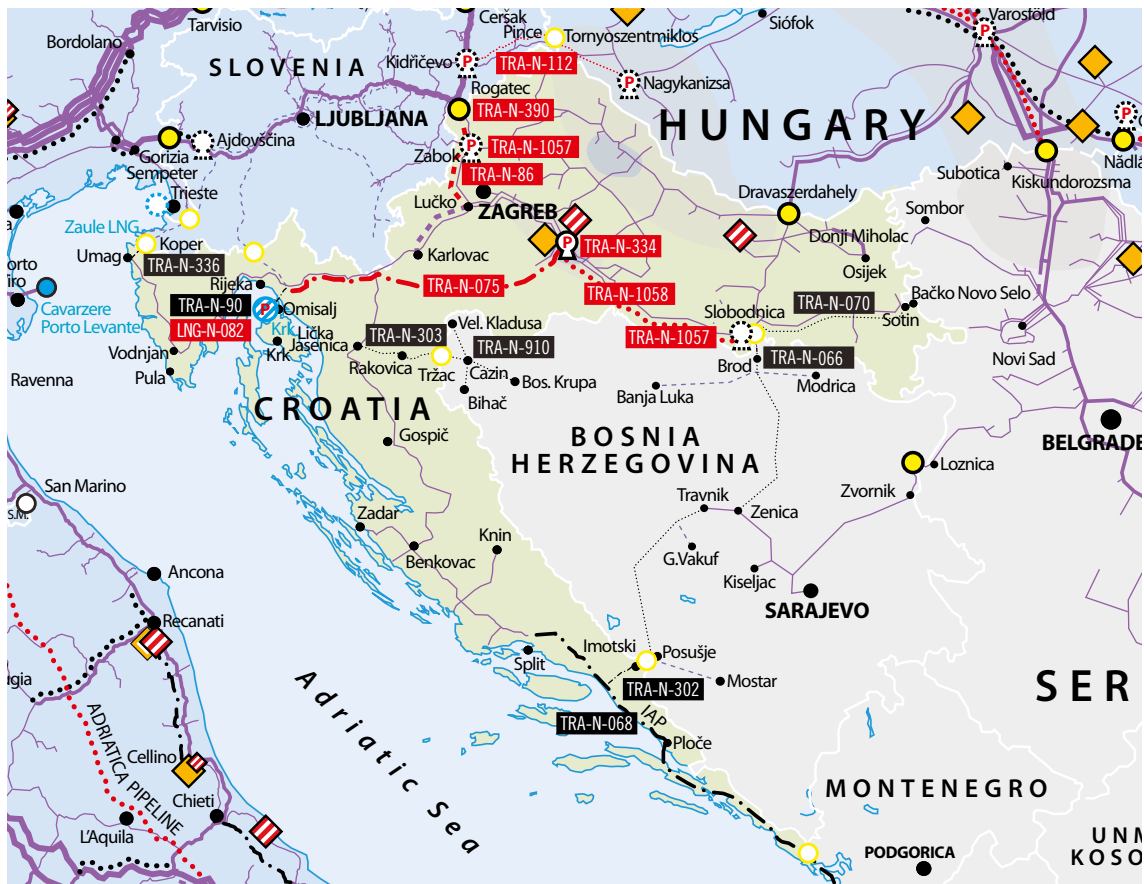 Tarvisio
Ceršak
Pince
Tornyoszentmiklos
Siófok
Varosföld
Bordolano
SLOVENIA
Kidričevo
P
TRA-N-112
P
Nagykanizsa
P
P
Rogatec
TRA-N-390
LJUBLJANA
HUNGARY
Ajdovščina
Gorizia
Sempeter
Zabok
P
TRA-N-1057
TRA-N-86
Subotica
Kiskundorozsma
Trieste
Lučko
ZAGREB
Dravaszerdahely
Sombor
Zaule LNG
Koper
Umag
TRA-N-336
P
TRA-N-334
Donji Miholac
Osijek
Karlovac
Rijeka
TRA-N-075
TRA-N-1058
TRA-N-070
Bačko Novo Selo
Sotin
Cavarzere
Porto Levante
TRA-N-90
P
Omisalj
LNG-N-082
Krk
Krk
Lička
Jasenica
TRA-N-303
Vel. Kladusa
TRA-N-910
Slobodnica
TRA-N-1057
TRA-N-066
Brod
Novi Sad
Vodnjan
Pula
Ravenna
Rakovica
Tržac
Cazin
Bos. Krupa
Bihač
Banja Luka
Modrica
CROATIA
Gospič
BOSNIA
HERZEGOVINA
BELGRADE
Loznica
Zvornik
San Marino
S.M.
Travnik
Zenica
Zadar
Benkovac
Knin
G.Vakuf
Kiseljac
SARAJEVO
Ancona
Recanati
Imotski
Posušje
Split
Mostar
TRA-N-302
TRA-N-068
IAP
Ploče
SER
ADRIATICA PIPELINE
Adriatic Sea
Cellino
Chieti
L'Aquila
MONTENEGRO
PODGORICA